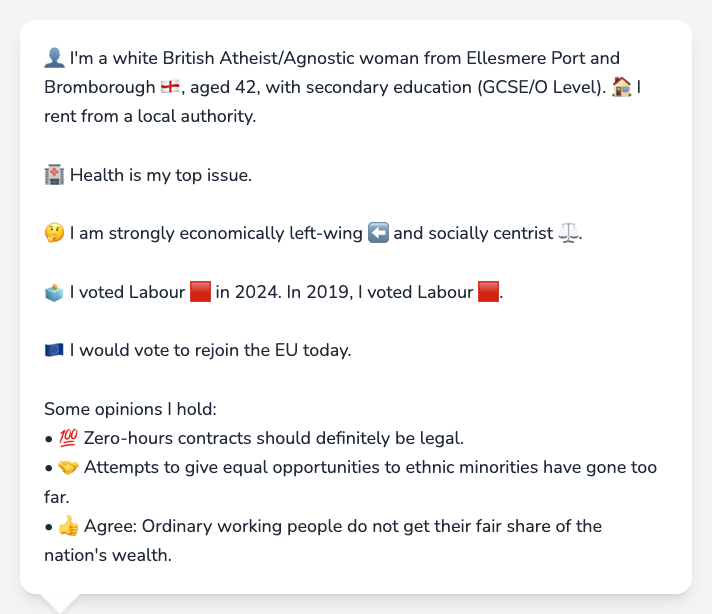 👤 I'm a white British Atheist/Agnostic woman from Ellesmere Port and
Bromborough 🏴󠁧󠁢󠁥󠁮󠁧󠁿, aged 42, with secondary education (GCSE/O Level). 🏠 I
rent from a local authority.
🏥 Health is my top issue.
🤔 I am strongly economically left-wing ⬅️ and socially centrist ⚖️.
🗳️ I voted Labour 🟥 in 2024. In 2019, I voted Labour 🟥.
🇪🇺 I would vote to rejoin the EU today.
Some opinions I hold:
• 💯 Zero-hours contracts should definitely be legal.
• 🤝 Attempts to give equal opportunities to ethnic minorities have gone too
far.
• 👍 Agree: Ordinary working people do not get their fair share of the
nation's wealth.